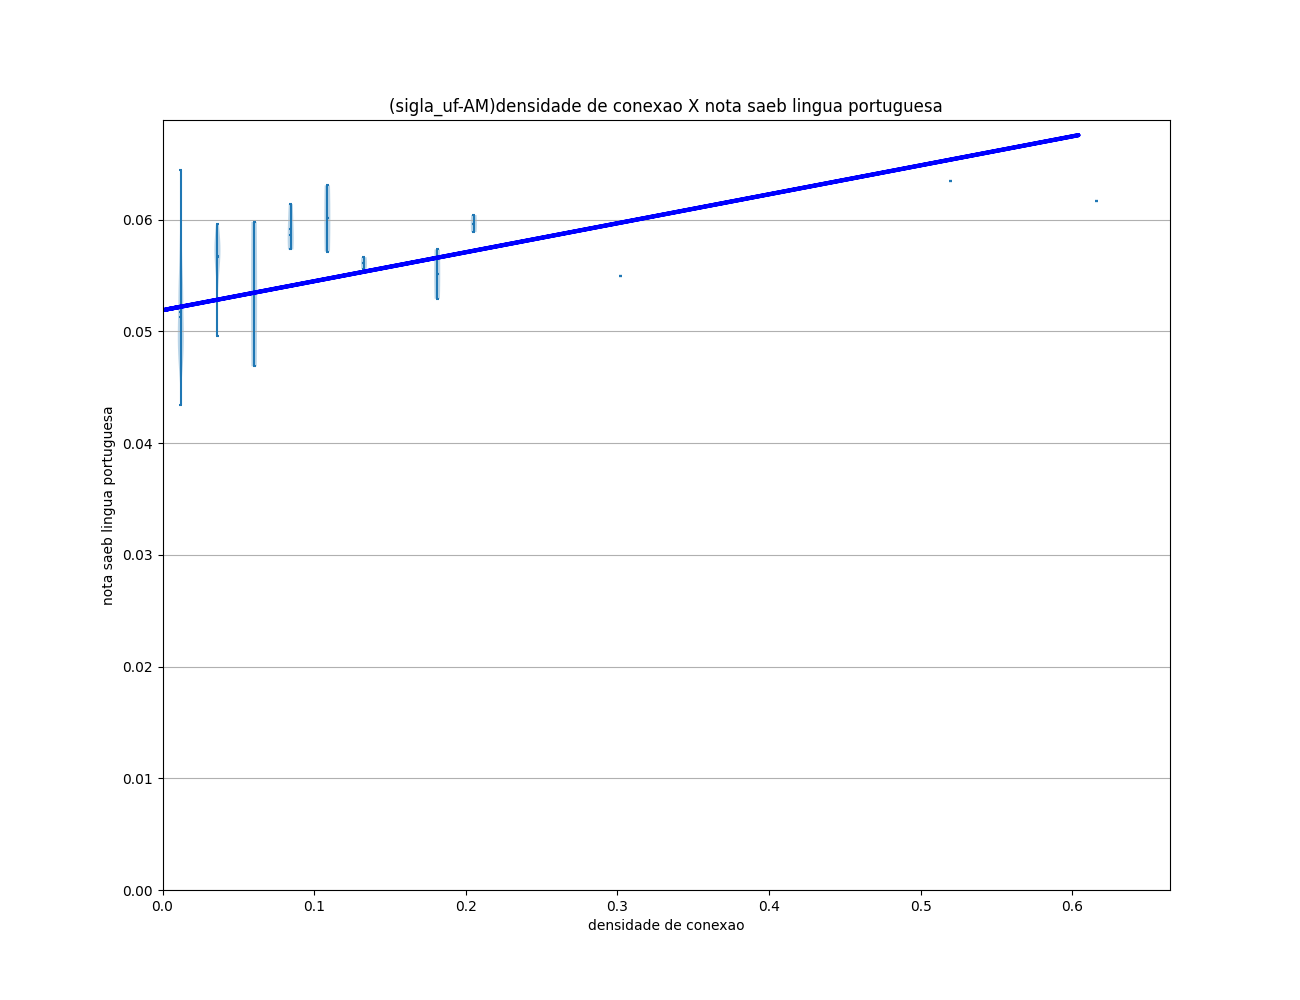 (sigla_uf-AM)densidade de conexao X nota saeb lingua portuguesa
nota saeb lingua portuguesa
0.06
0.05
0.04
0.03
0.02
0.01
0.00
0.0 0.1 0.2 0.3 0.4 0.5 0.6
densidade de conexao